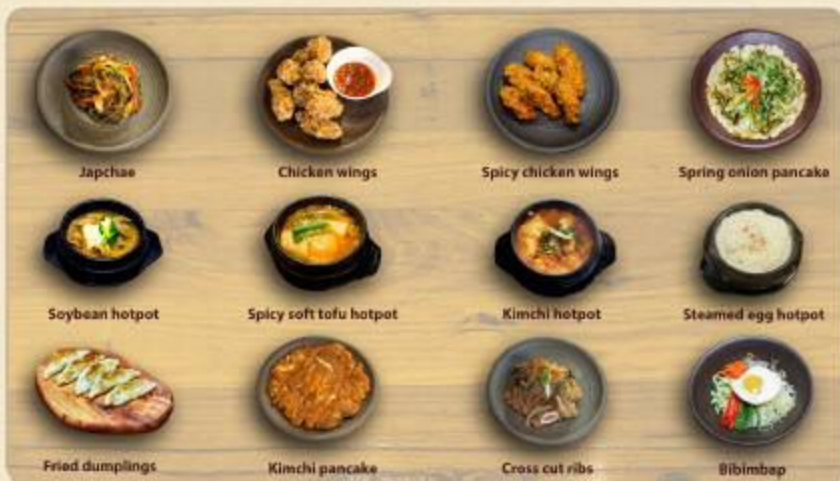 Japchae
Chicken wings
Spicy chicken wings
Spring onion pancake
Soybean hotpot
Spicy soft tofu hotpot
Kimchi hotpot
Steamed egg hotpot
Fried dumplings
Kimchi pancake
Cross cut ribs
Bibimbap